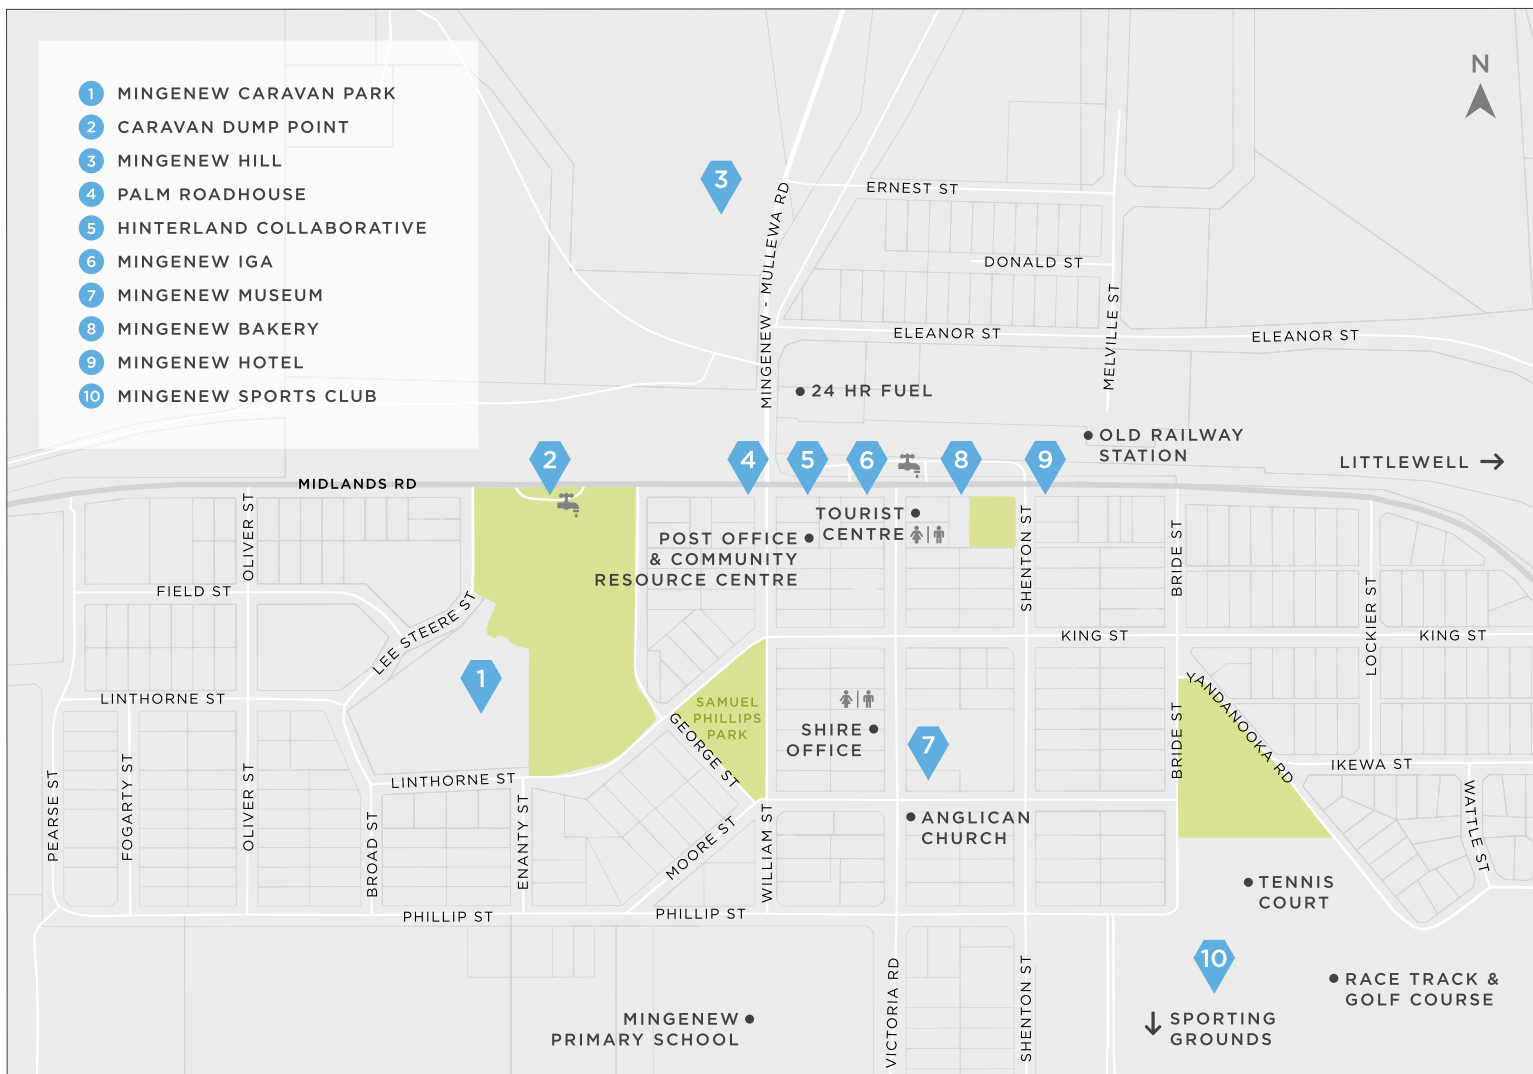 1 MINGENEW CARAVAN PARK
2 CARAVAN DUMP POINT
3 MINGENEW HILL
4 PALM ROADHOUSE
5 HINTERLAND COLLABORATIVE
6 MINGENEW IGA
7 MINGENEW MUSEUM
8 MINGENEW BAKERY
9 MINGENEW HOTEL
10 MINGENEW SPORTS CLUB
N
3
ERNEST ST
DONALD ST
MINGENEW - MULLEWA RD
ELEANOR ST
ELEANOR ST
MELVILLE ST
24 HR FUEL
OLD RAILWAY
STATION
LITTLEWELL
2
4
5
6
8
9
MIDLANDS RD
OLIVER ST
TOURIST
CENTRE
POST OFFICE
& COMMUNITY
RESOURCE CENTRE
SHENTON ST
BRIDE ST
FIELD ST
LEE STEERE ST
LOCKIER ST
KING ST
KING ST
1
LINTHORNE ST
SAMUEL
PHILLIPS
PARK
YANDANOOKA RD
GEORGE ST
SHIRE
OFFICE
7
BRIDE ST
IKEWA ST
LINTHORNE ST
PEARSE ST
FOGARTY ST
OLIVER ST
BROAD ST
ENANTY ST
MOORE ST
WILLIAM ST
ANGLICAN
CHURCH
WATTLE ST
TENNIS
COURT
PHILLIP ST
PHILLIP ST
10
VICTORIA RD
SHENTON ST
RACE TRACK &
GOLF COURSE
MINGENEW
PRIMARY SCHOOL
SPORTING
GROUNDS